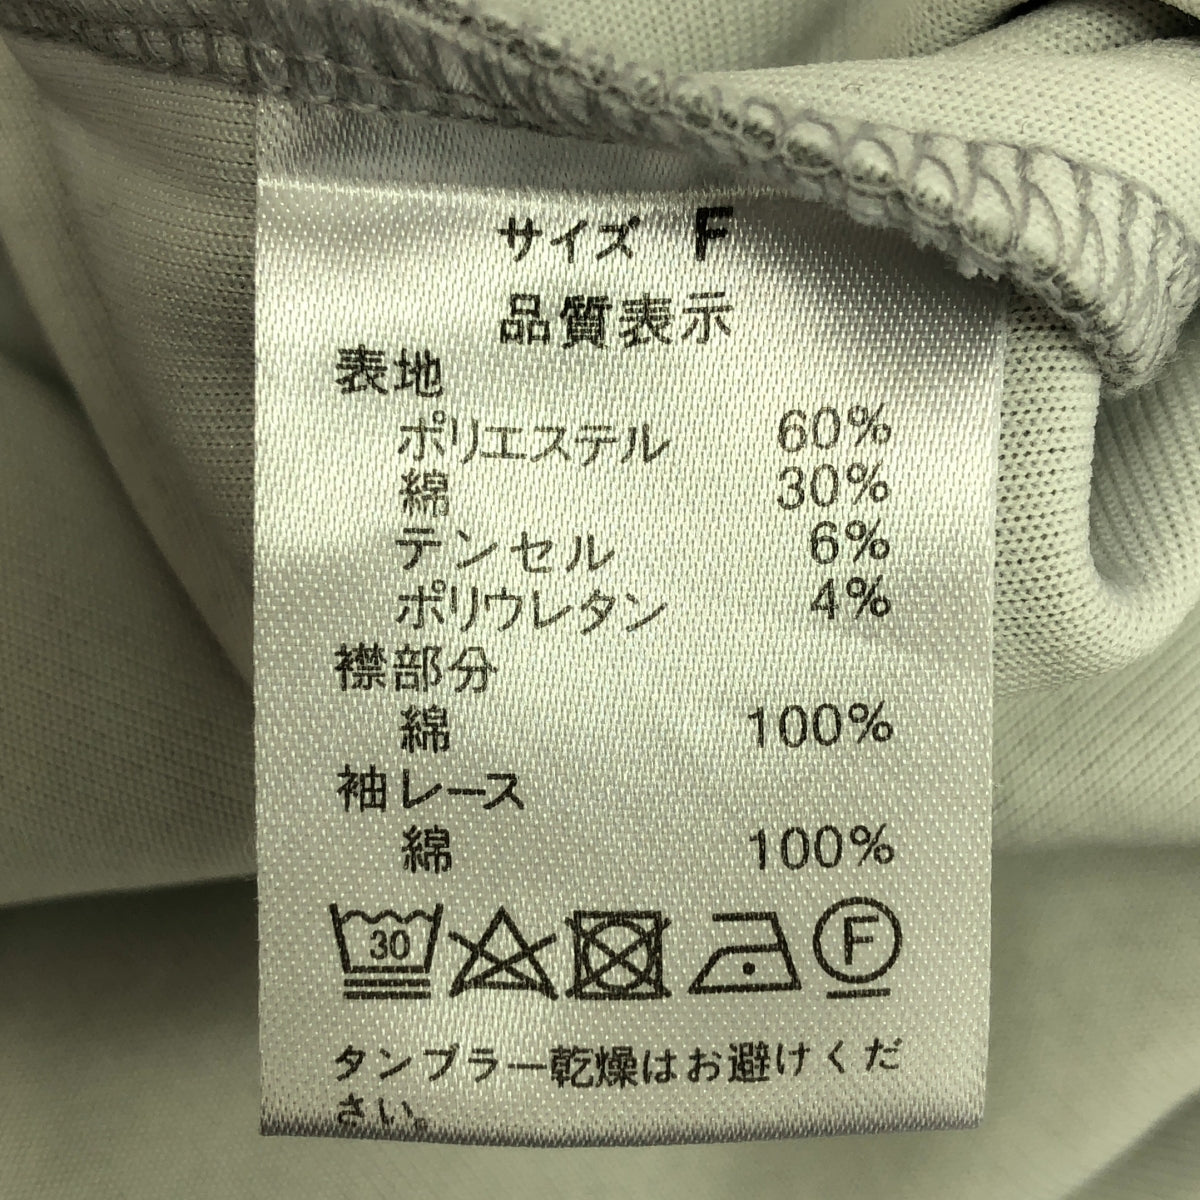 サイズ F
品質表示
表地
ポリエステル 60%
綿 30%
テンセル 6%
ポリウレタン 4%
襟部分
綿 100%
袖レース
綿 100%
30 F
タンブラー乾燥はお避けくだ
さい。